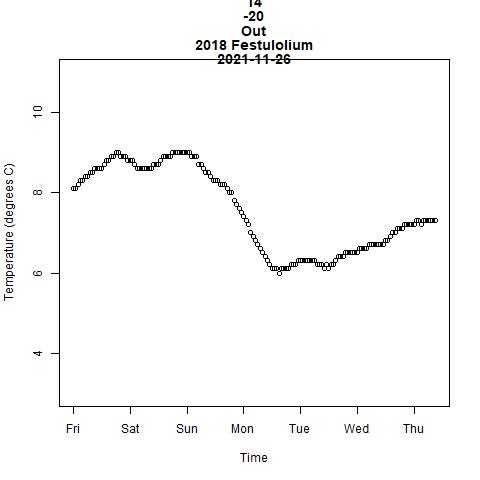 14
-20
Out
2018 Festulolium
2021-11-26
Temperature (degrees C)
10
8
6
4
Fri Sat Sun Mon Tue Wed Thu
Time